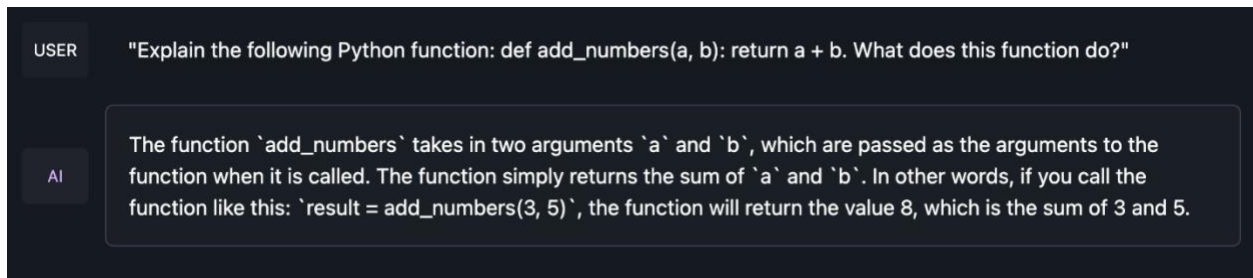 USER
"Explain the following Python function: def add_numbers(a, b): return a + b. What does this function do?"
The function `add_numbers` takes in two arguments `a` and `b`, which are passed as the arguments to the
AI
function when it is called. The function simply returns the sum of `a` and `b`. In other words, if you call the
function like this: `result = add_numbers(3, 5)`, the function will return the value 8, which is the sum of 3 and 5.